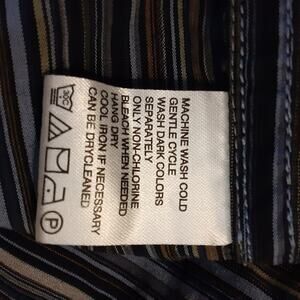 MACHINE WASH COLD
GENTLE CYCLE
WASH DARK COLORS
SEPARATELY
ONLY NON-CHLORINE
BLEACH WHEN NEEDED
HANG DRY
COOL IRON IF NECESSARY
CAN BE DRYCLEANED
30C
P